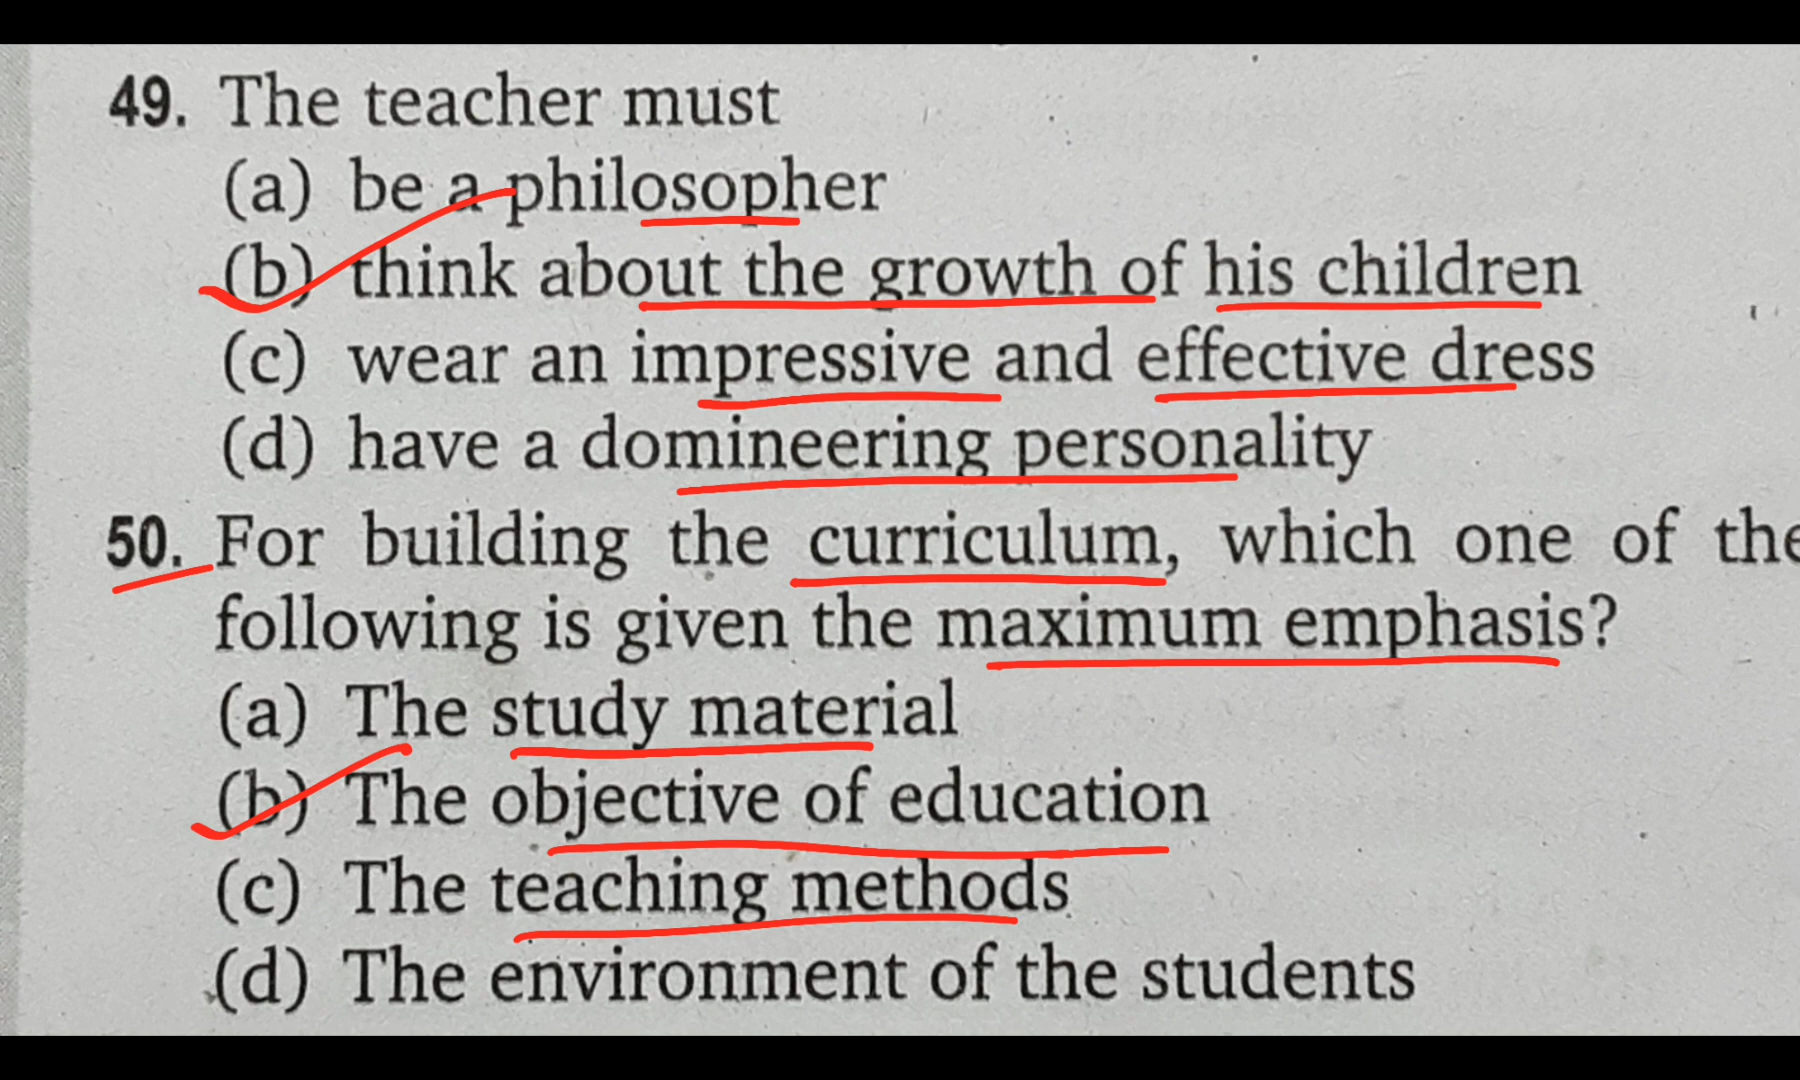 49. The teacher must
(a) be a philosopher
(b) think about the growth of his children
(c) wear an impressive and effective dress
(d) have a domineering personality
50. For building the curriculum, which one of the
following is given the maximum emphasis?
(a) The study material
(b) The objective of education
(c) The teaching methods
(d) The environment of the students